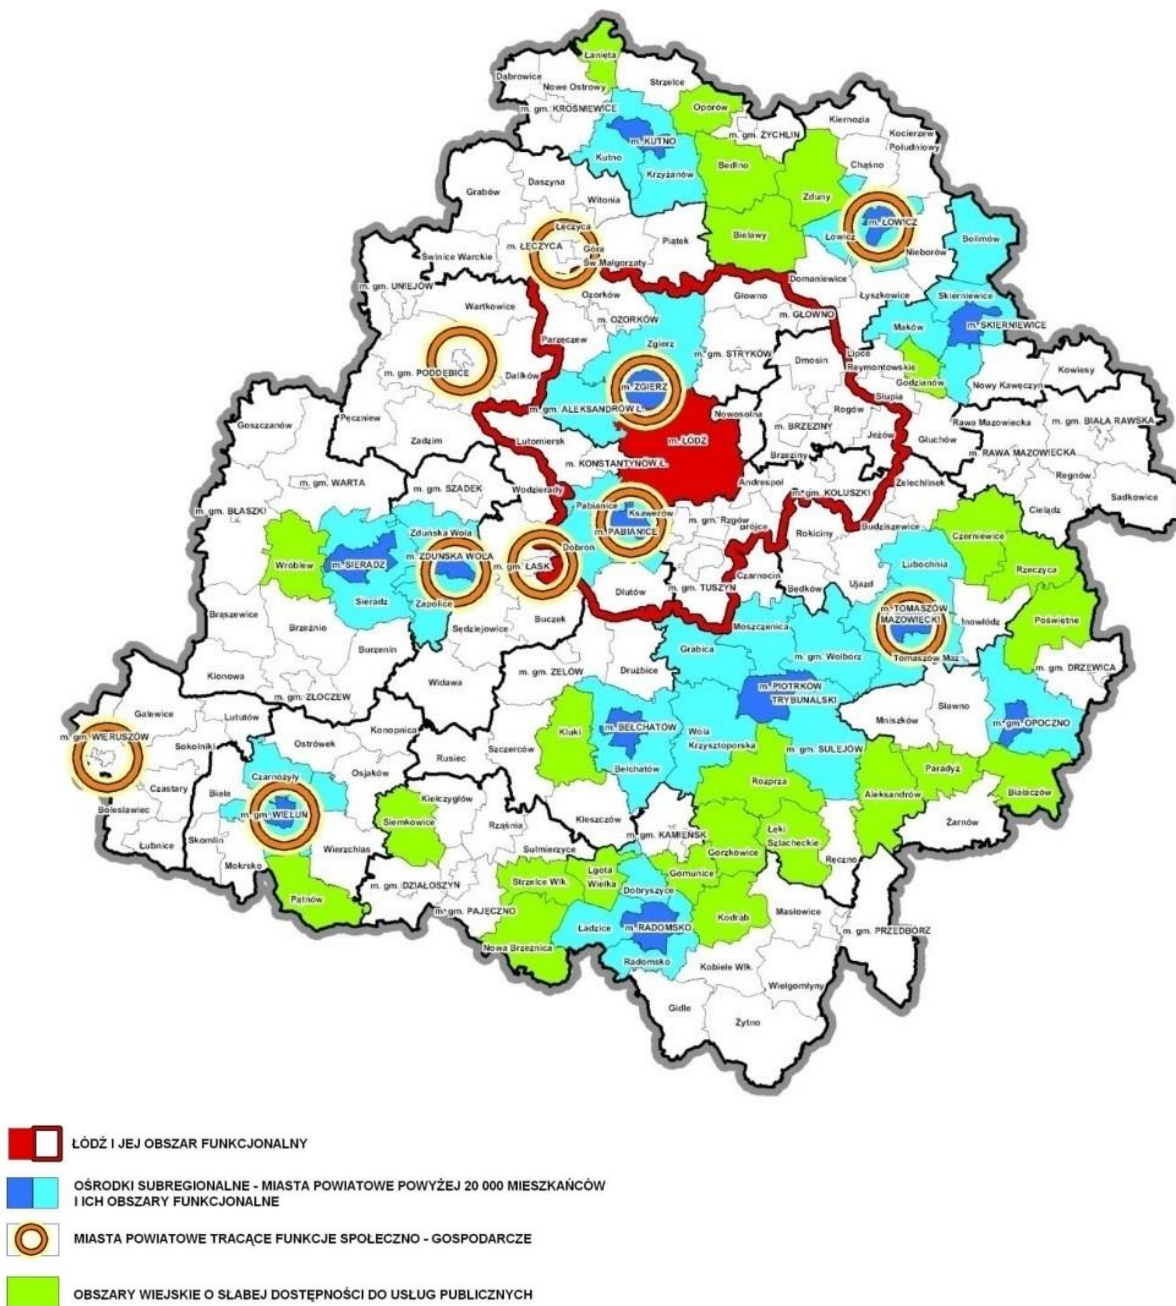 Łanięta
Dąbrowice
Strzelce
Nowe Ostrowy
Oporów
m. gm. KROŚNIEWICE
m. KUTNO
m. gm. ŻYCHLIN
Kiernozia
Kocierzew
Południowy
Chąśno
Kutno
Krzyżanów
Bedlno
Zduny
Grabów
Daszyna
Witonia
Łęczyca
m. ŁĘCZYCA
Góra
Św.Małgorzaty
Piątek
Bielawy
m. ŁOWICZ
Łowicz
Nieborów
Bolimów
Świnice Warckie
m. gm. UNIEJÓW
Wartkowice
Ozorków
m. OZORKÓW
Głowno
m. GŁOWNO
Domaniewice
Łyszkowice
Skierniewice
m. SKIERNIEWICE
Maków
Parzęczew
Zgierz
m. gm. STRYKÓW
Dmosin
Lipce
Reymontowskie
Godzianów
Nowy Kawęczyn
Kowiesy
m. gm. PODDĘBICE
Dalików
m. ZGIERZ
m. gm. ALEKSANDRÓW Ł.
Nowosolna
m. ŁÓDŹ
Rogów
Słupia
m. BRZEZINY
Brzeziny
Jeżów
Głuchów
Rawa Mazowiecka
m. gm. BIAŁA RAWSKA
m. RAWA MAZOWIECKA
Regnów
Sadkowice
Cielądz
Goszczanów
Pęczniew
Zadzim
Lutomiersk
m. KONSTANTYNÓW Ł.
Andrespol
m. gm. KOLUSZKI
Żelechlinek
m. gm. WARTA
m. gm. SZADEK
Wodzierady
Pabianice
Ksawerów
m. PABIANICE
m. gm. Rzgów
Brójce
Rokiciny
Budziszewice
m. gm. BŁASZKI
Wróblew
m. SIERADZ
Zduńska Wola
m. ZDUŃSKA WOLA
m. gm. ŁASK
Dobroń
Dłutów
m. gm. TUSZYN
Czarnocin
Będków
Ujazd
Lubochnia
Czerniewice
Rzeczyca
Sieradz
Zapolice
Sędziejowice
Buczek
Moszczenica
m. TOMASZÓW
MAZOWIECKI
Inowłódz
Poświętne
Brąszewice
Brzeźnio
Burzenin
Klonowa
m. gm. ZŁOCZEW
Widawa
m. gm. ZELÓW
Drużbice
Grabica
m. gm. Wolbórz
Tomaszów Maz.
m. gm. DRZEWICA
m. PIOTRKÓW
TRYBUNALSKI
Mniszków
Sławno
m. gm. OPOCZNO
Galewice
Lututów
m. gm. WIERUSZÓW
Sokolniki
Ostrówek
Konopnica
Osjaków
Rusiec
Szczerców
Kluki
m. BEŁCHATÓW
Bełchatów
Wola
Krzysztoporska
m. gm. SULEJÓW
Czastary
Biała
Czarnożyły
m. gm. WIELUŃ
Bolesławiec
Łubnice
Skomlin
Mokrsko
Wierzchlas
Pątnów
Siemkowice
Kiełczygłów
Rząśnia
Sulmierzyce
Kleszczów
m. gm. KAMIEŃSK
Rozprza
Łęki
Szlacheckie
Aleksandrów
Paradyż
Białaczów
Żarnów
Ręczno
Gorzkowice
Gomunice
Lgota
Wielka
Dobryszyce
Strzelce Wlk.
m. gm. DZIAŁOSZYN
m. gm. PAJĘCZNO
Nowa Brzeźnica
Ładzice
m. RADOMSKO
Radomsko
Kodrąb
Masłowice
m. gm. PRZEDBÓRZ
Kobiele Wlk.
Wielgomłyny
Gidle
Żytno
ŁÓDŹ I JEJ OBSZAR FUNKCJONALNY
OŚRODKI SUBREGIONALNE - MIASTA POWIATOWE POWYŻEJ 20 000 MIESZKAŃCÓW
I ICH OBSZARY FUNKCJONALNE
MIASTA POWIATOWE TRACĄCE FUNKCJE SPOŁECZNO - GOSPODARCZE
OBSZARY WIEJSKIE O SŁABEJ DOSTĘPNOŚCI DO USŁUG PUBLICZNYCH